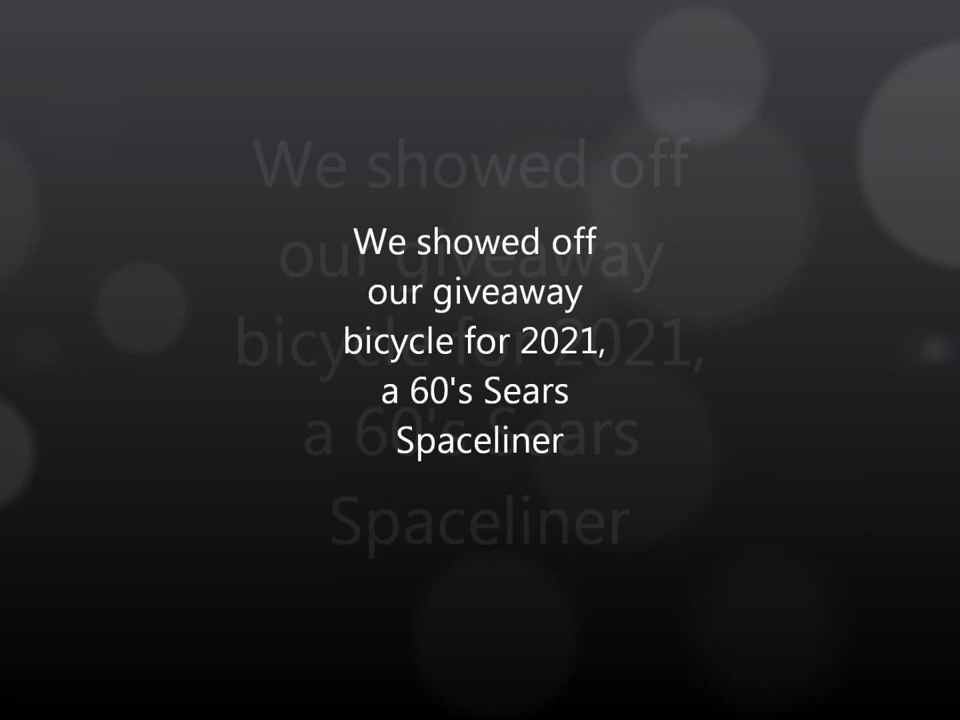 We showed off
our giveaway
bicycle for 2021,
a 60's Sears
Spaceliner